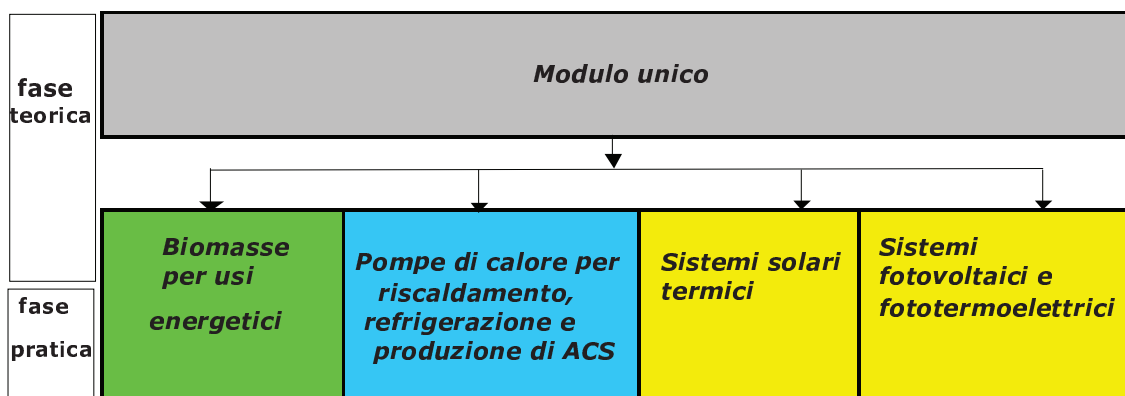 fase
teorica
Modulo unico
Biomasse
per usi
energetici
Pompe di calore per
riscaldamento,
refrigerazione e
produzione di ACS
Sistemi solari
termici
Sistemi
fotovoltaici e
fototermoelettrici
fase
pratica